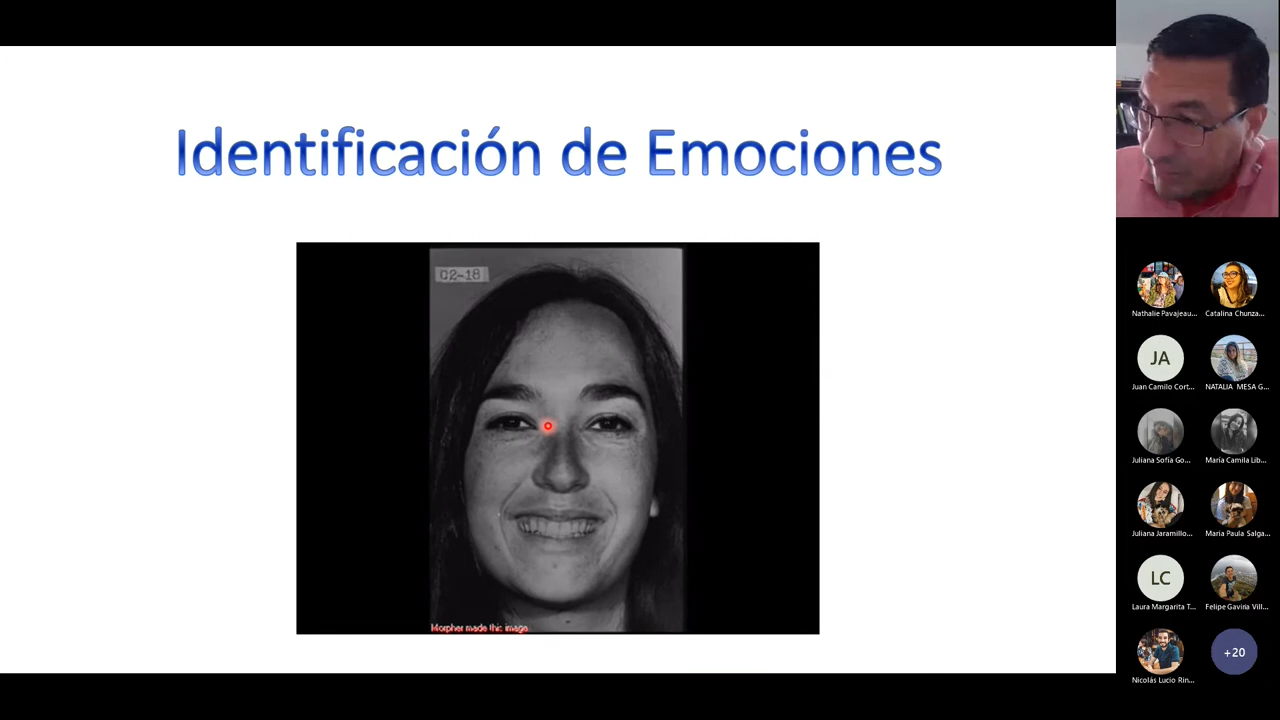 Identificación de Emociones
02-18
Morpher made this image
Nathalie Pavajeau...
Catalina Chunza...
JA
Juan Camilo Cort...
NATALIA MESA G...
Juliana Sofía Go...
María Camila Lib...
Juliana Jaramillo...
Maria Paula Salga...
LC
Laura Margarita T...
Felipe Gaviria Vill...
Nicolás Lucio Rin...
+20